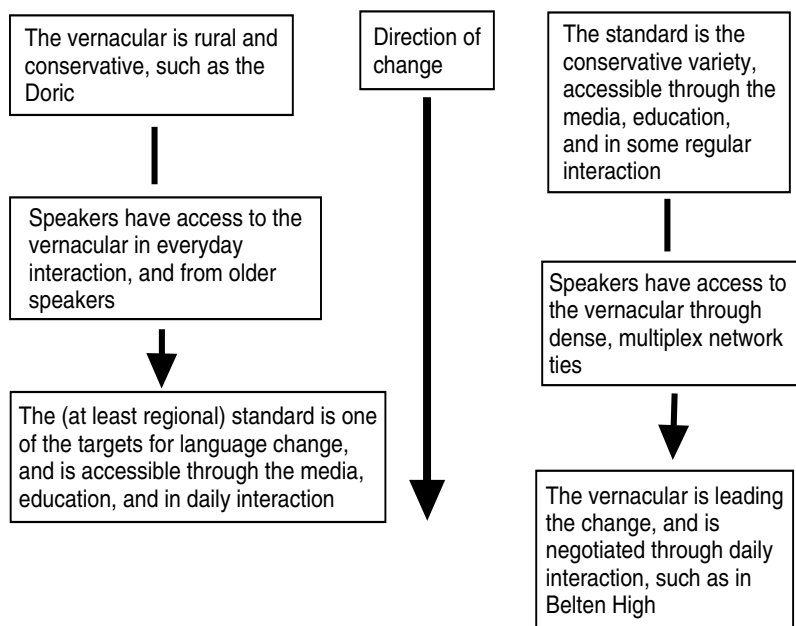 The vernacular is rural and
conservative, such as the
Doric
Speakers have access to the
vernacular in everyday
interaction, and from older
speakers
The (at least regional) standard is one
of the targets for language change,
and is accessible through the media,
education, and in daily interaction
Direction of
change
The standard is the
conservative variety,
accessible through the
media, education,
and in some regular
interaction
Speakers have access to
the vernacular through
dense, multiplex network
ties
The vernacular is leading
the change, and is
negotiated through daily
interaction, such as in
Belten High